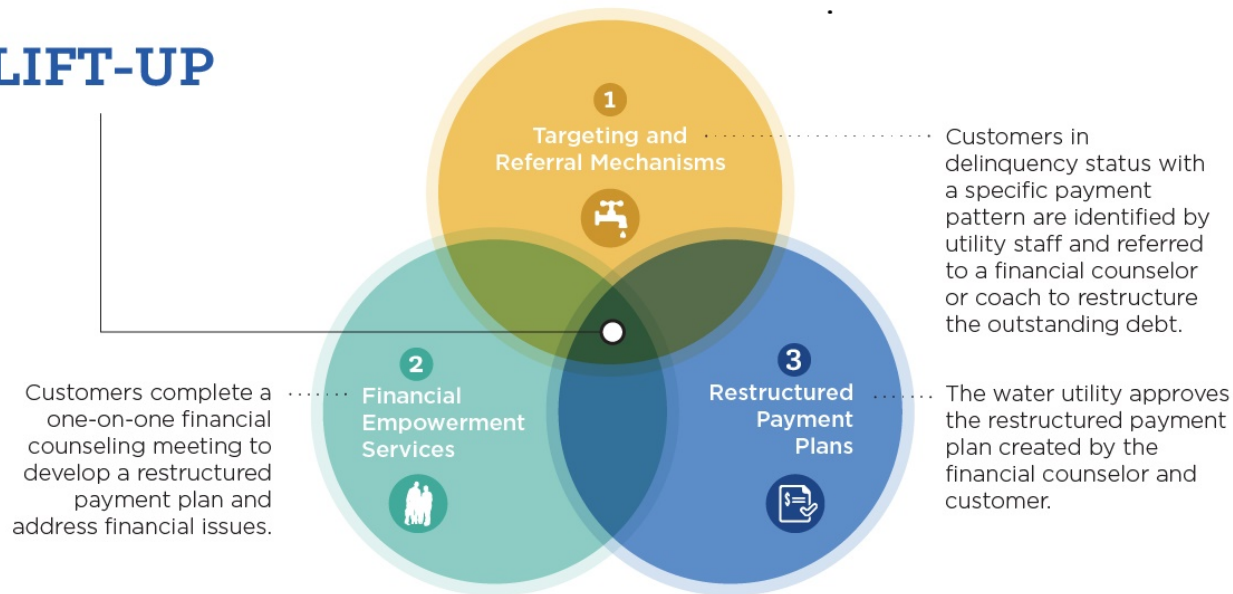 LIFT-UP
1
Targeting and
Referral Mechanisms
Customers in
delinquency status with
a specific payment
pattern are identified by
utility staff and referred
to a financial counselor
or coach to restructure
the outstanding debt.
2
Financial
Empowerment
Services
Customers complete a
one-on-one financial
counseling meeting to
develop a restructured
payment plan and
address financial issues.
3
Restructured
Payment
Plans
$
The water utility approves
the restructured payment
plan created by the
financial counselor and
customer.